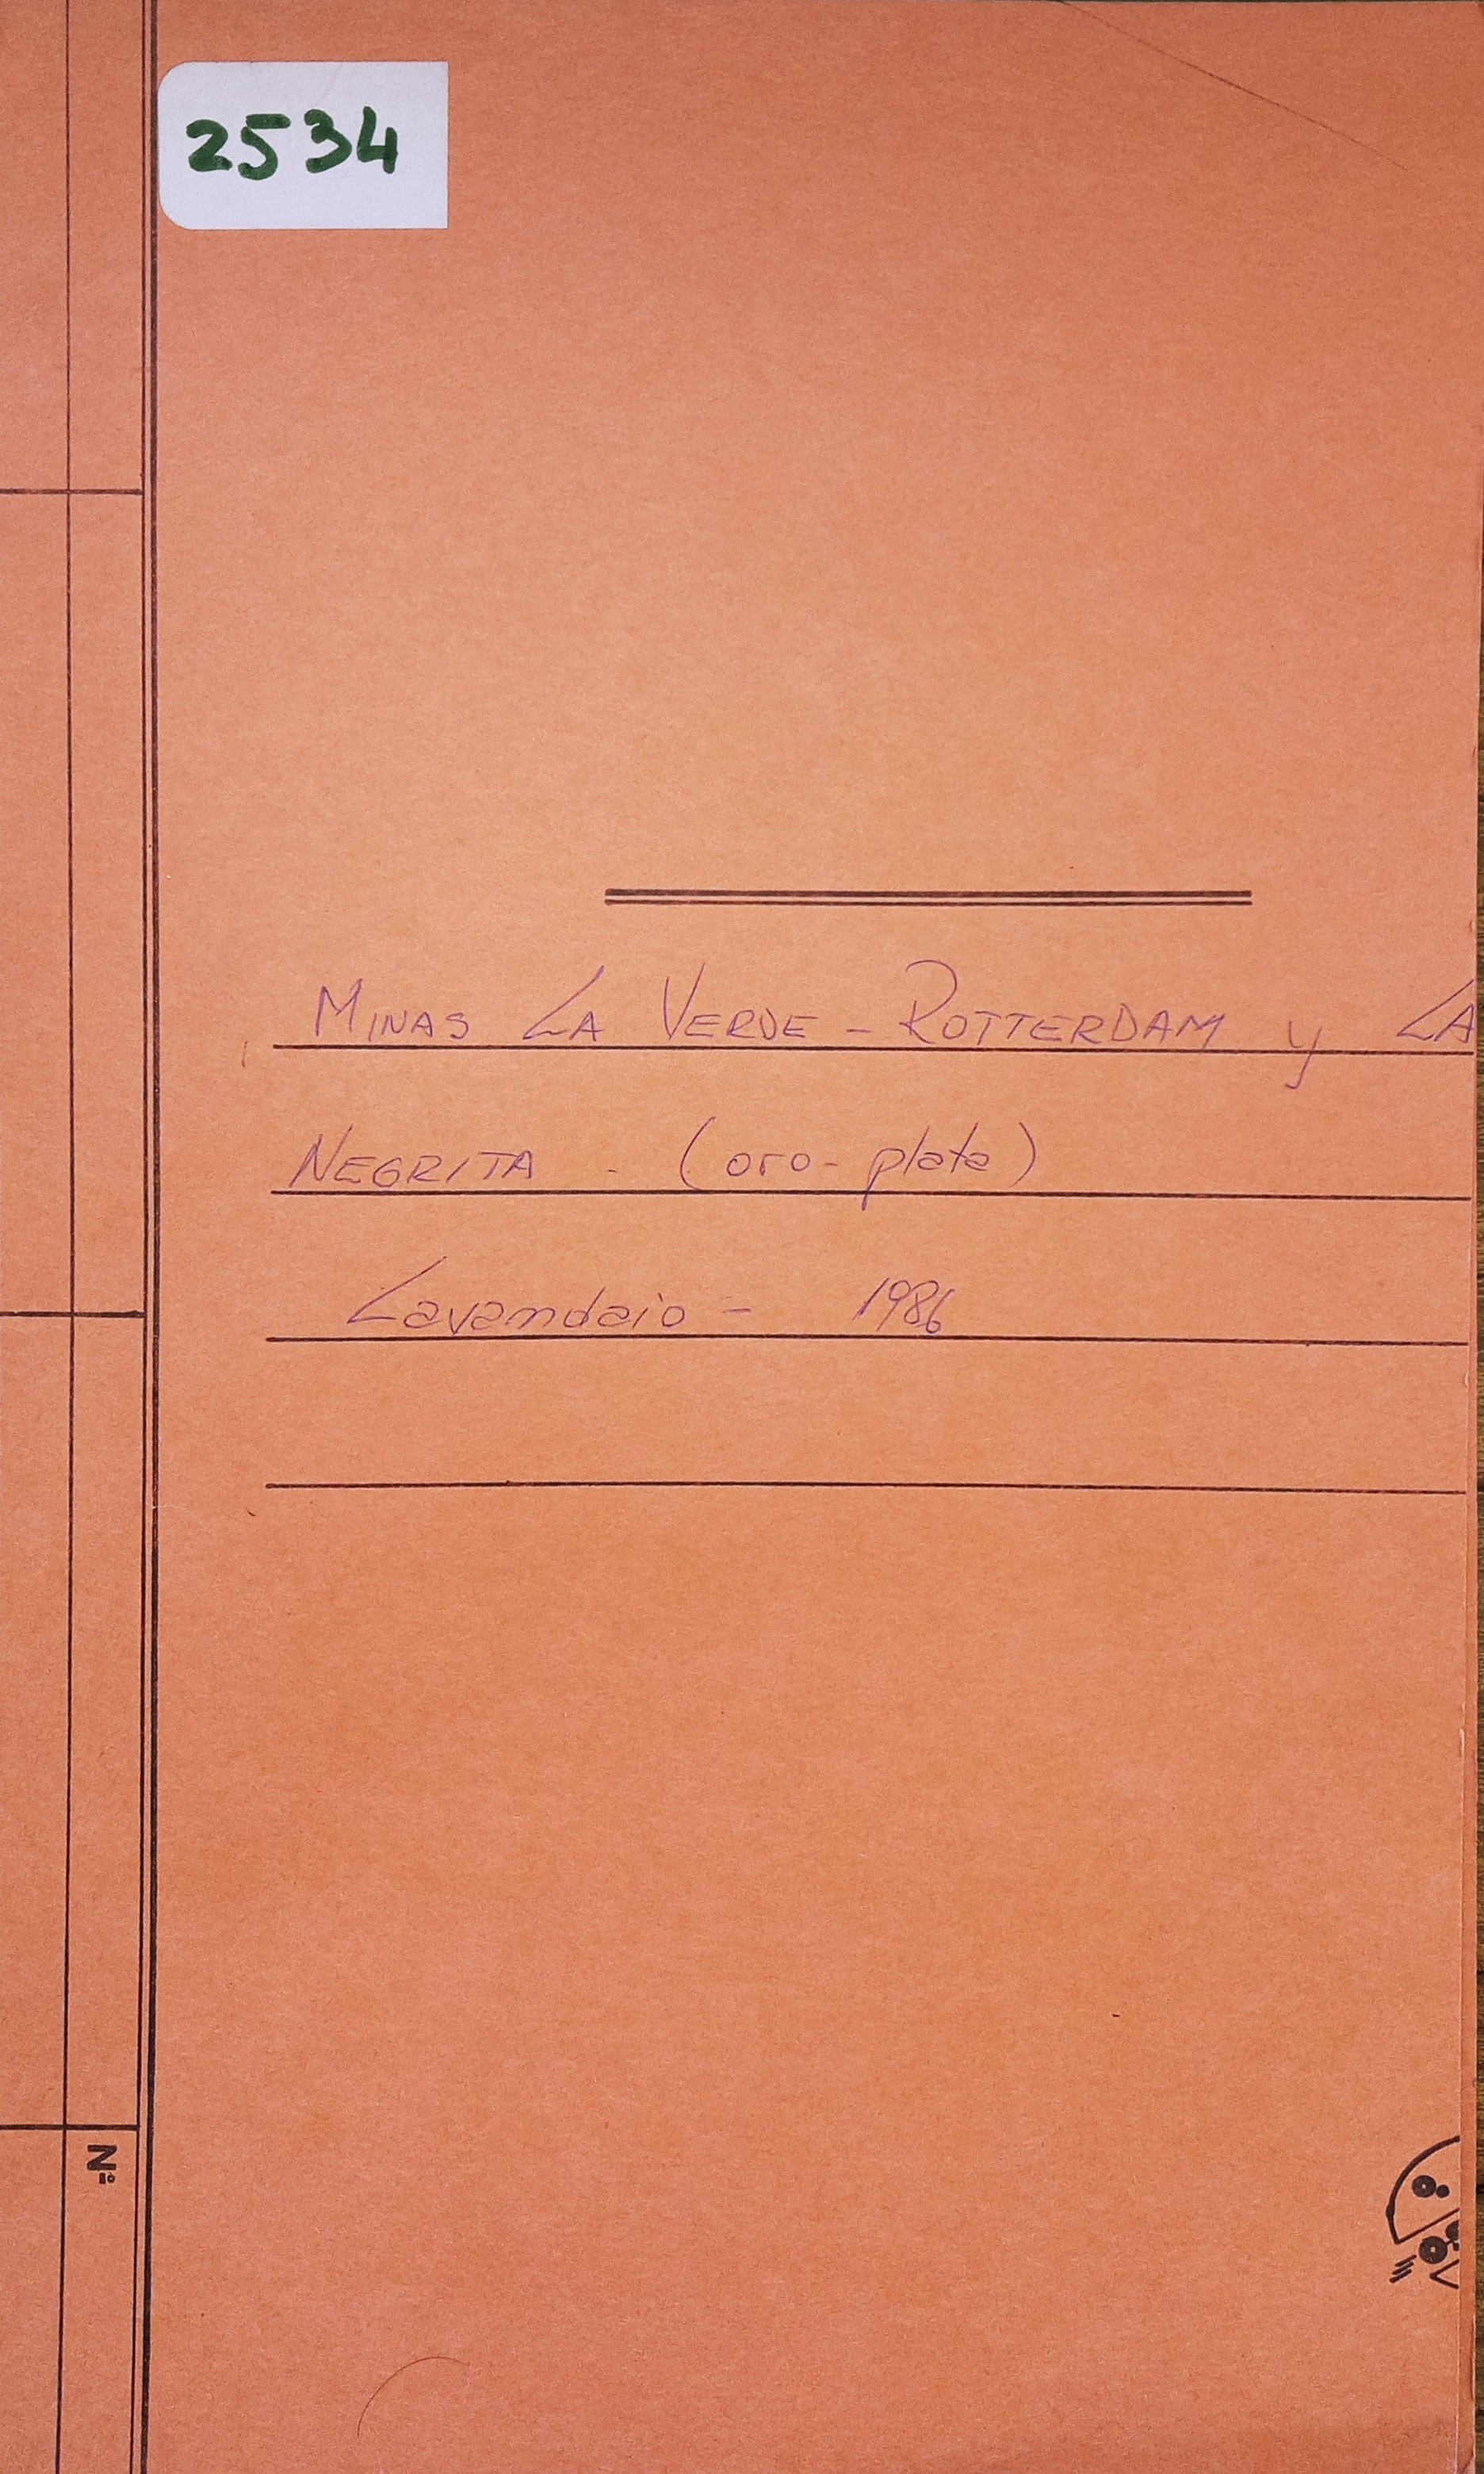 2534
MINAS LA VERDE - ROTTERDAM y LA
NEGRITA - (oro - plata)
Lavandaio - 1986
Nº